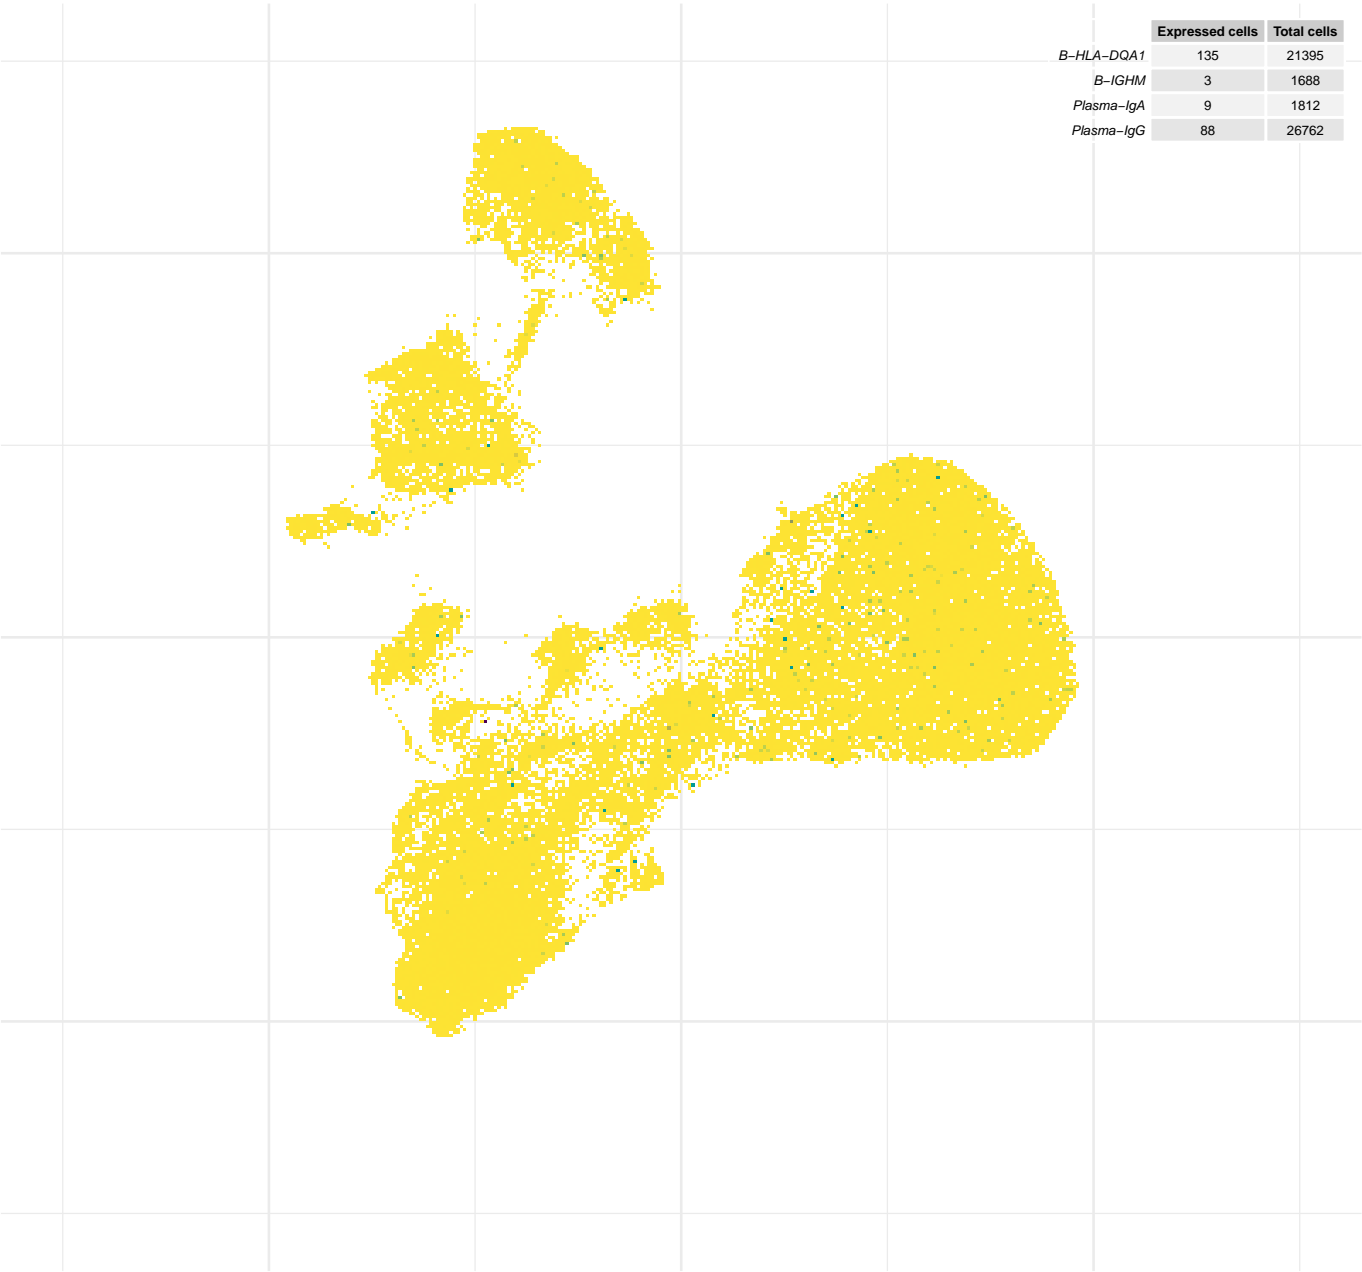 Expressed cells Total cells
B−HLA−DQA1 135 21395
B−IGHM 3 1688
Plasma−IgA 9 1812
Plasma−IgG 88 26762